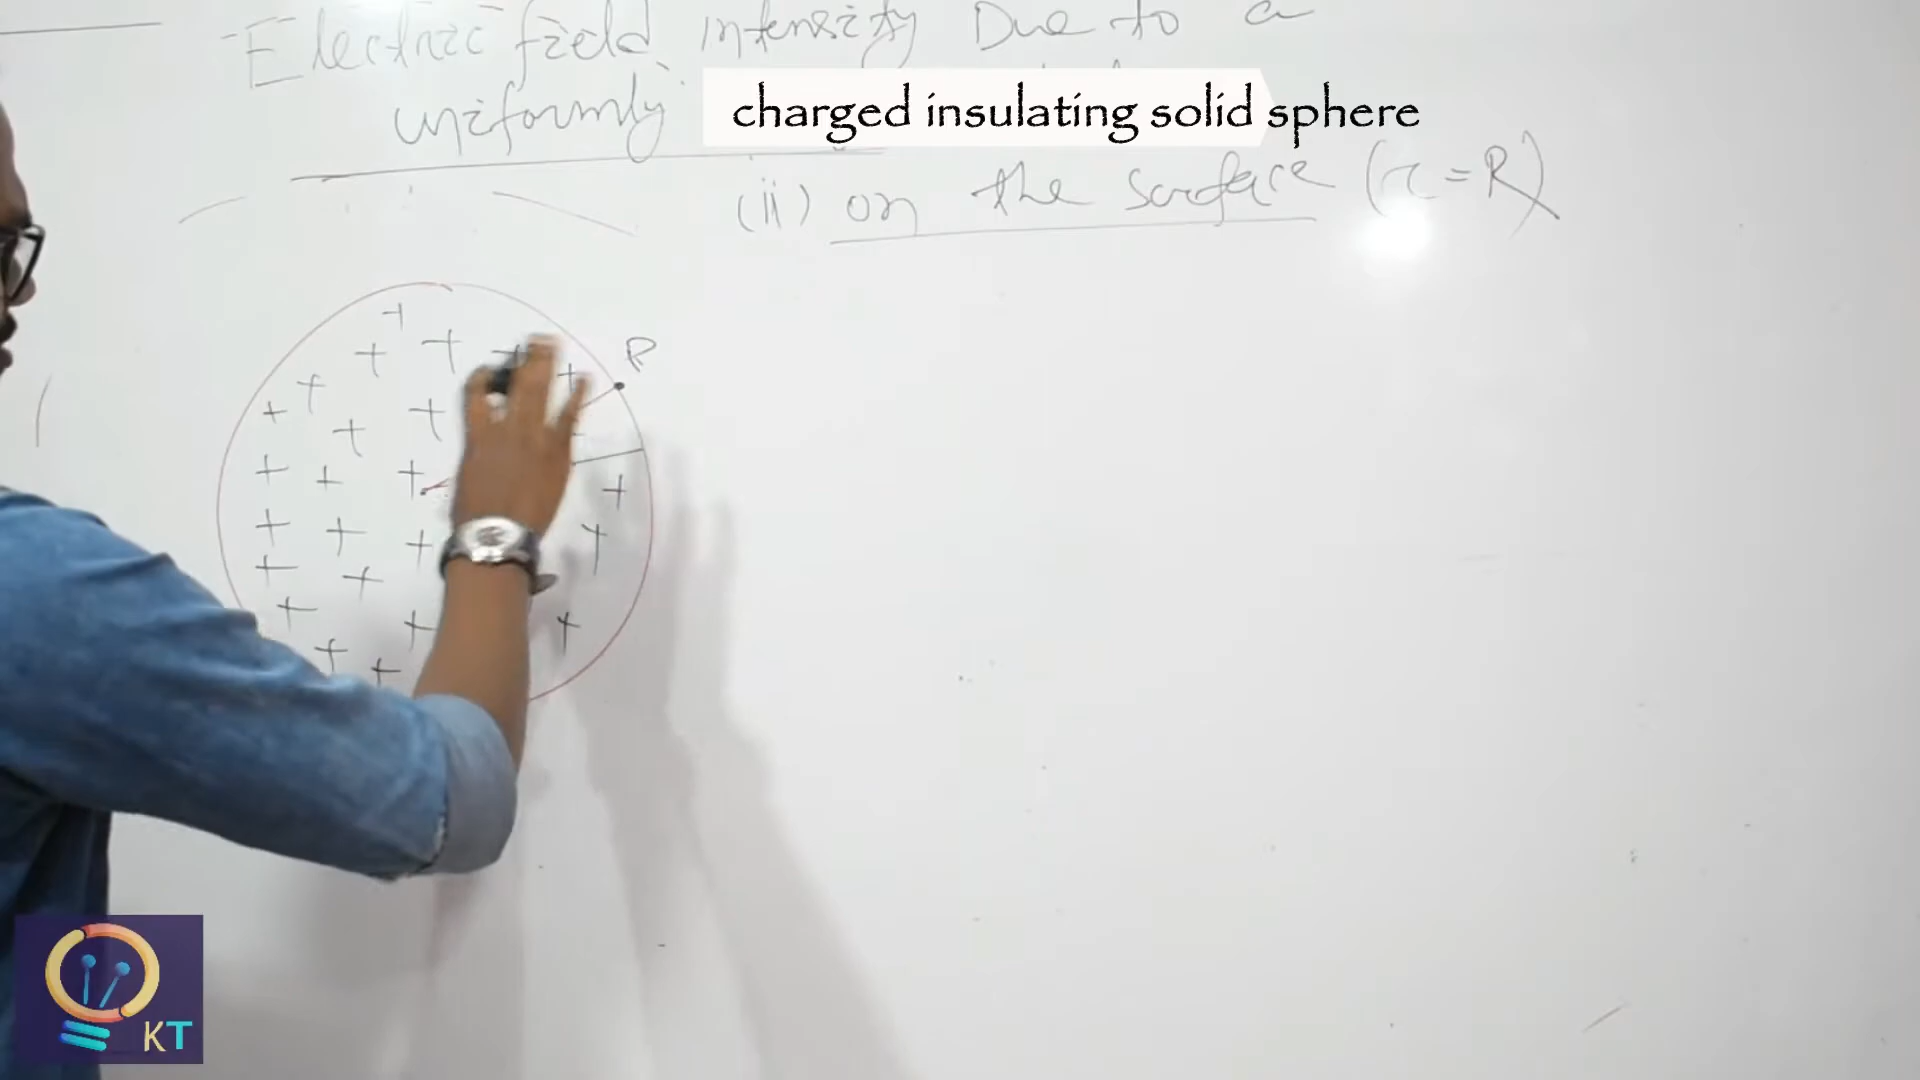 Electric field intensity Due to a
uniformly charged insulating solid sphere
(ii) on the surface (r=R)
P
KT